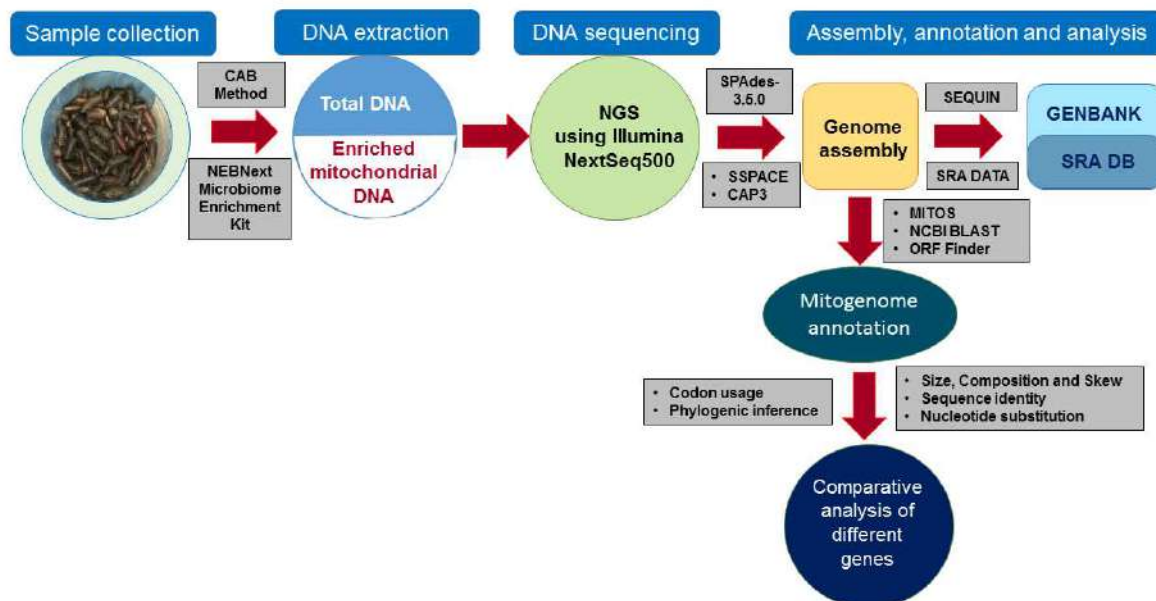 Sample collection
DNA extraction
DNA sequencing
Assembly, annotation and analysis
CAB
Method
NEBNext
Microbiome
Enrichment
Kit
Total DNA
Enriched
mitochondrial
DNA
NGS
using Illumina
NextSeq500
SPAdes-
3.5.0
• SSPACE
• CAP3
Genome
assembly
SEQUIN
SRA DATA
GENBANK
SRA DB
• MITOS
• NCBI BLAST
• ORF Finder
Mitogenome
annotation
• Codon usage
• Phylogenic inference
• Size, Composition and Skew
• Sequence identity
• Nucleotide substitution
Comparative
analysis of
different
genes